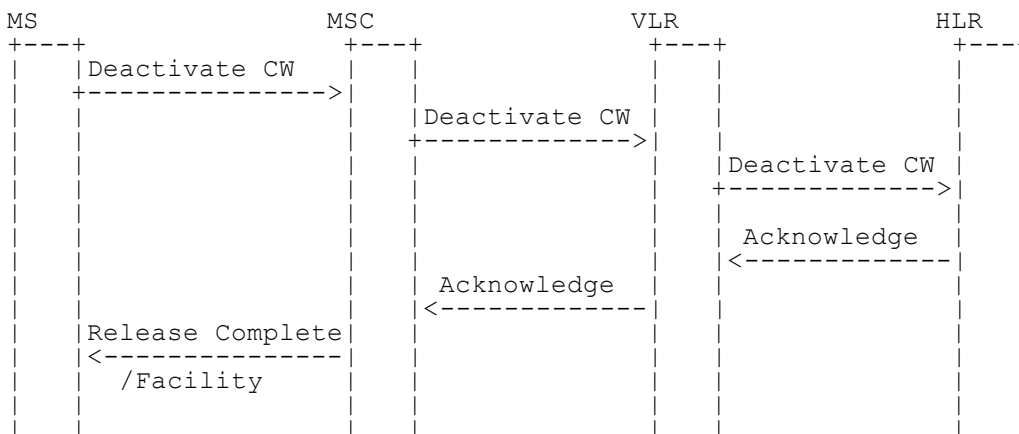 MS MSC VLR HLR
Deactivate CW
Deactivate CW
Deactivate CW
Acknowledge
Acknowledge
Release Complete
/Facility